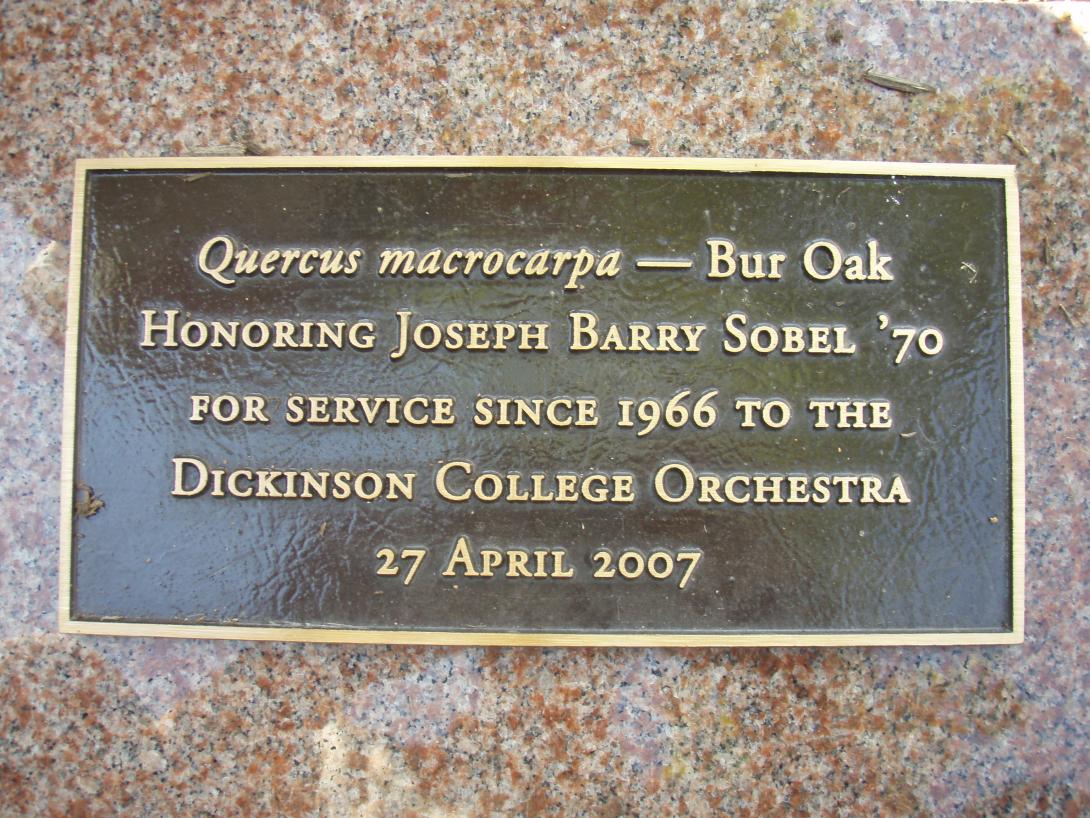 Quercus macrocarpa — Bur Oak
Honoring Joseph Barry Sobel ’70
for service since 1966 to the
Dickinson College Orchestra
27 April 2007